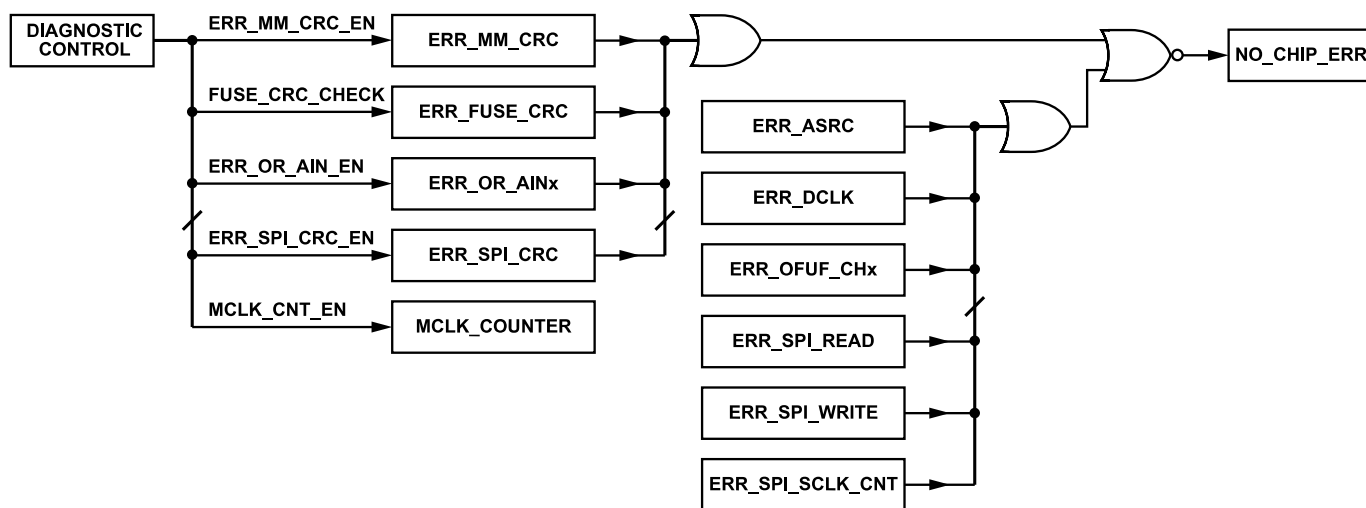 DIAGNOSTIC
CONTROL
ERR_MM_CRC_EN
ERR_MM_CRC
NO_CHIP_ERR
FUSE_CRC_CHECK
ERR_FUSE_CRC
ERR_ASRC
ERR_OR_AIN_EN
ERR_OR_AINx
ERR_DCLK
ERR_SPI_CRC_EN
ERR_SPI_CRC
ERR_OFUF_CHx
MCLK_CNT_EN
MCLK_COUNTER
ERR_SPI_READ
ERR_SPI_WRITE
ERR_SPI_SCLK_CNT